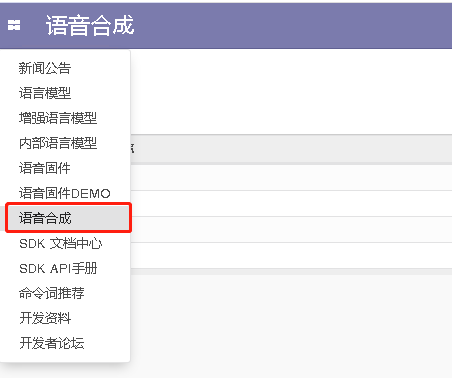 语音合成
新闻公告
语言模型
增强语言模型
内部语言模型
语音固件
语音固件DEMO
语音合成
SDK 文档中心
SDK API手册
命令词推荐
开发资料
开发者论坛